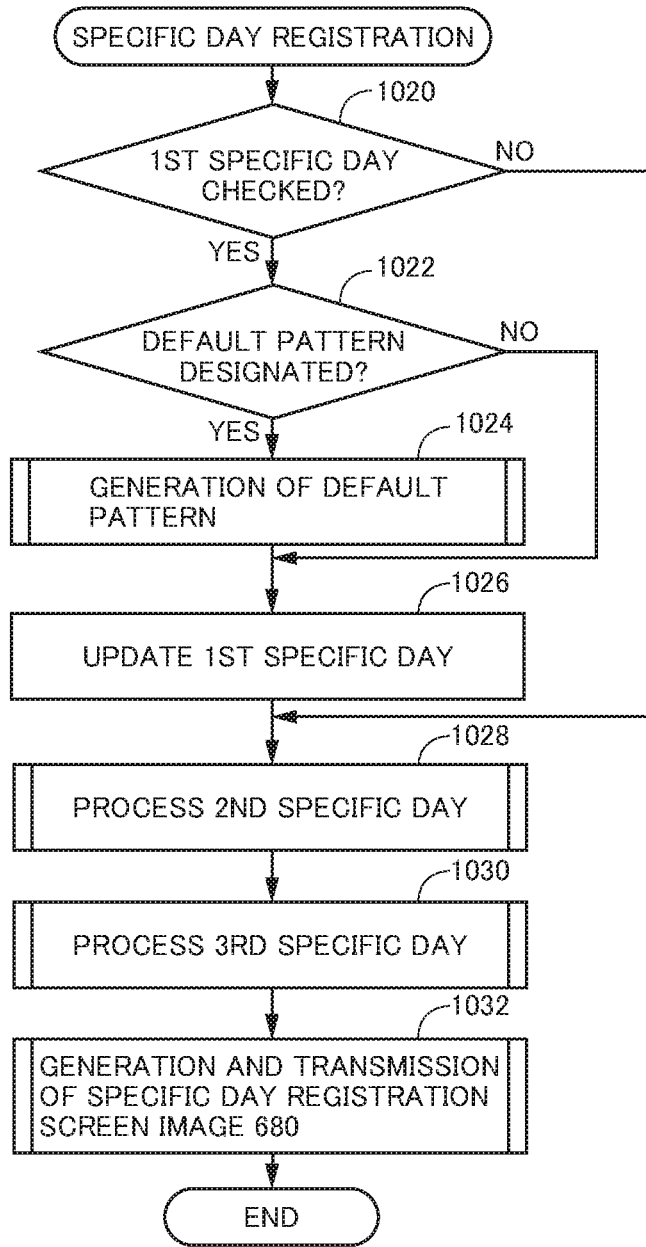 SPECIFIC DAY REGISTRATION
1020
1ST SPECIFIC DAY
CHECKED?
NO
YES
1022
DEFAULT PATTERN
DESIGNATED?
NO
YES
1024
GENERATION OF DEFAULT
PATTERN
1026
UPDATE 1ST SPECIFIC DAY
1028
PROCESS 2ND SPECIFIC DAY
1030
PROCESS 3RD SPECIFIC DAY
1032
GENERATION AND TRANSMISSION
OF SPECIFIC DAY REGISTRATION
SCREEN IMAGE 680
END